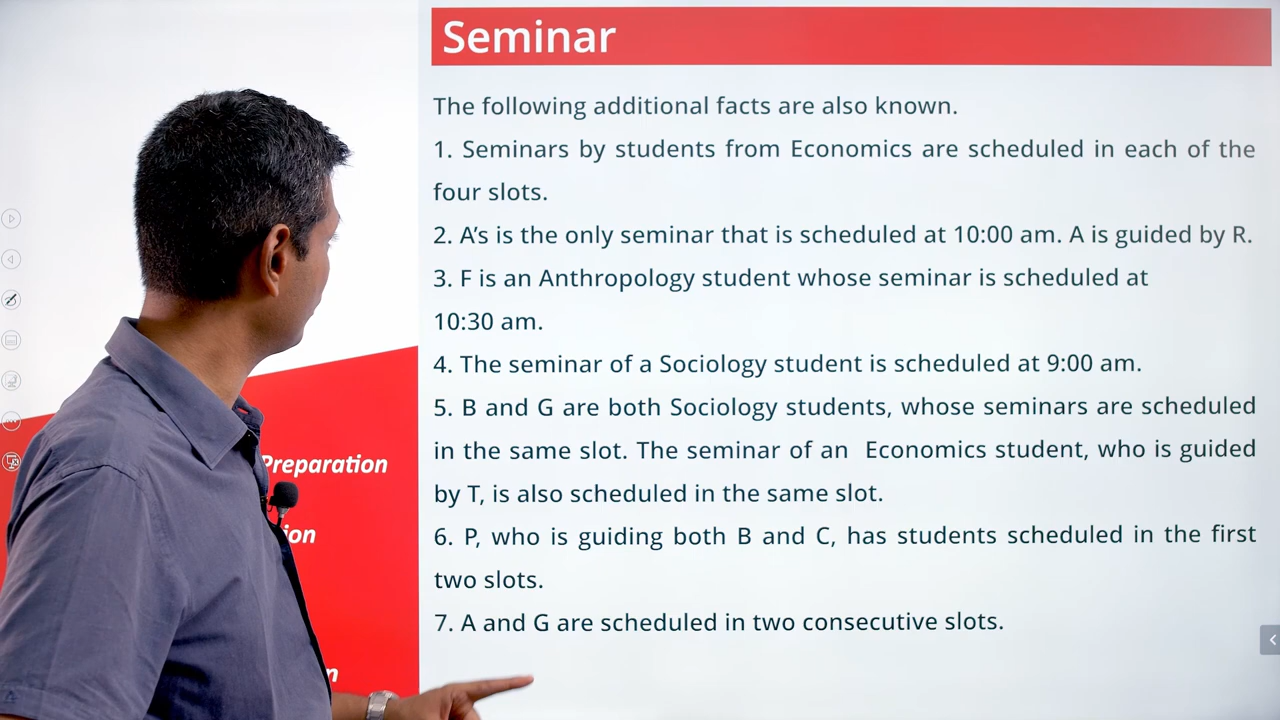 Seminar
The following additional facts are also known.
1. Seminars by students from Economics are scheduled in each of the
four slots.
2. A's is the only seminar that is scheduled at 10:00 am. A is guided by R.
3. F is an Anthropology student whose seminar is scheduled at
10:30 am.
4. The seminar of a Sociology student is scheduled at 9:00 am.
5. B and G are both Sociology students, whose seminars are scheduled
in the same slot. The seminar of an Economics student, who is guided
by T, is also scheduled in the same slot.
6. P, who is guiding both B and C, has students scheduled in the first
two slots.
7. A and G are scheduled in two consecutive slots.
Preparation